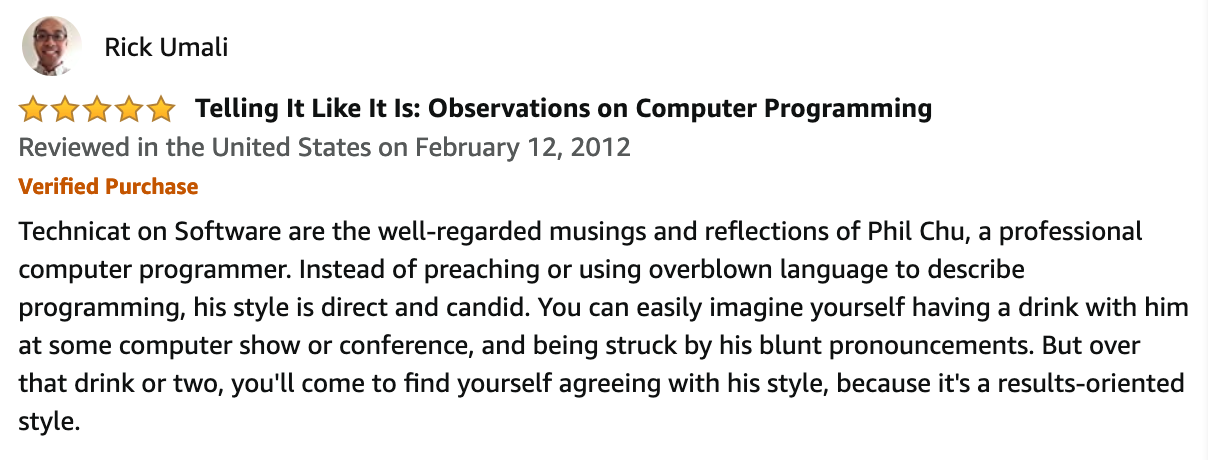 Rick Umali
Telling It Like It Is: Observations on Computer Programming
Reviewed in the United States on February 12, 2012
Verified Purchase
Technicat on Software are the well-regarded musings and reflections of Phil Chu, a professional
computer programmer. Instead of preaching or using overblown language to describe
programming, his style is direct and candid. You can easily imagine yourself having a drink with him
at some computer show or conference, and being struck by his blunt pronouncements. But over
that drink or two, you'll come to find yourself agreeing with his style, because it's a results-oriented
style.